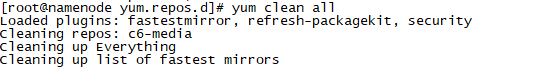 [root@namenode yum.repos.d]# yum clean all
Loaded plugins: fastestmirror, refresh-packagekit, security
Cleaning repos: c6-media
Cleaning up Everything
Cleaning up list of fastest mirrors